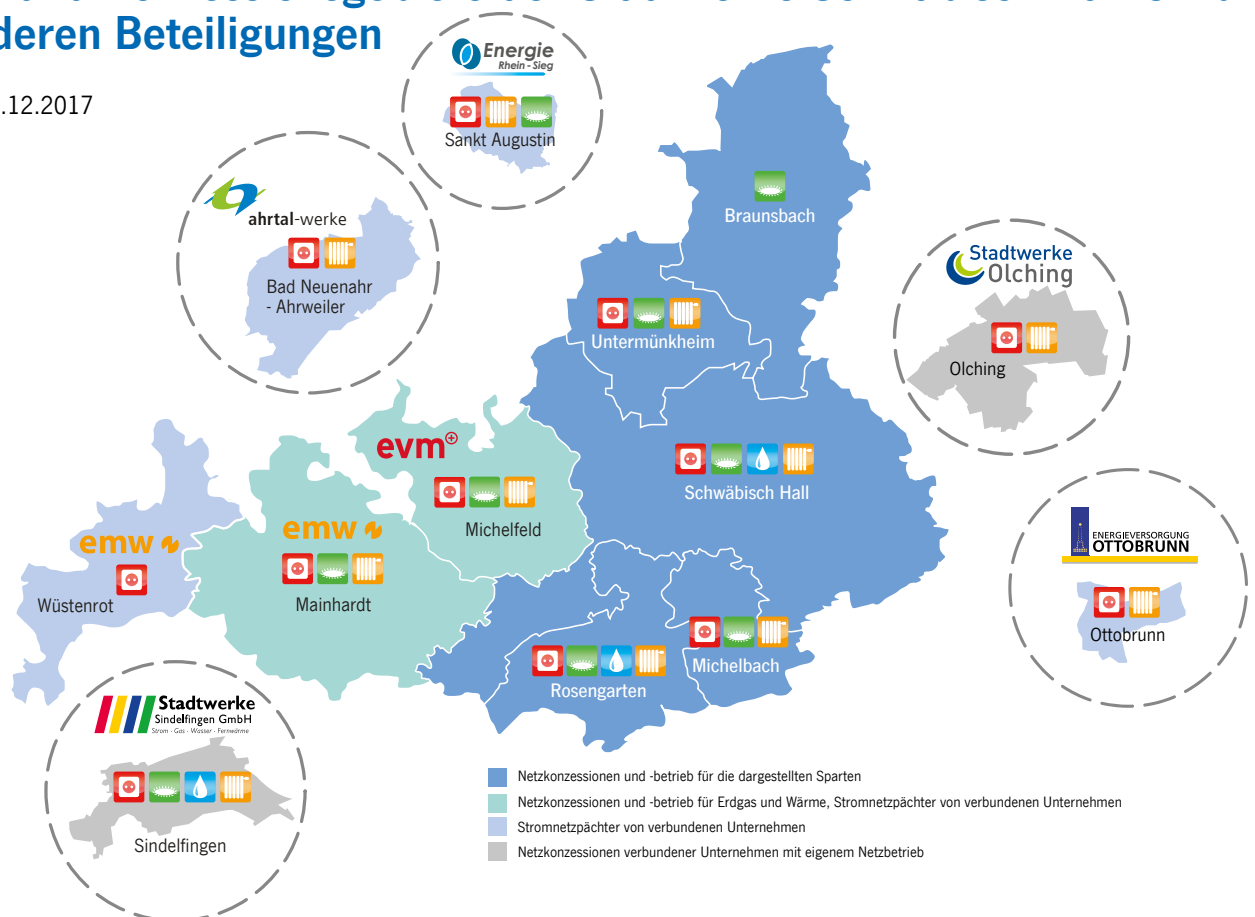 deren Beteiligungen
.12.2017
Energie
Rhein - Sieg
Sankt Augustin
ahrtal-werke
Bad Neuenahr
- Ahrweiler
Braunsbach
Untermünkheim
Stadtwerke
Olching
Olching
evm
Michelfeld
Schwäbisch Hall
emw
Wüstenrot
emw
Mainhardt
ENERGIEVERSORGUNG
OTTOBRUNN
Ottobrunn
Michelbach
Rosengarten
Stadtwerke
Sindelfingen GmbH
Strom - Gas - Wasser - Fernwärme
Sindelfingen
Netzkonzessionen und -betrieb für die dargestellten Sparten
Netzkonzessionen und -betrieb für Erdgas und Wärme, Stromnetzpächter von verbundenen Unternehmen
Stromnetzpächter von verbundenen Unternehmen
Netzkonzessionen verbundener Unternehmen mit eigenem Netzbetrieb